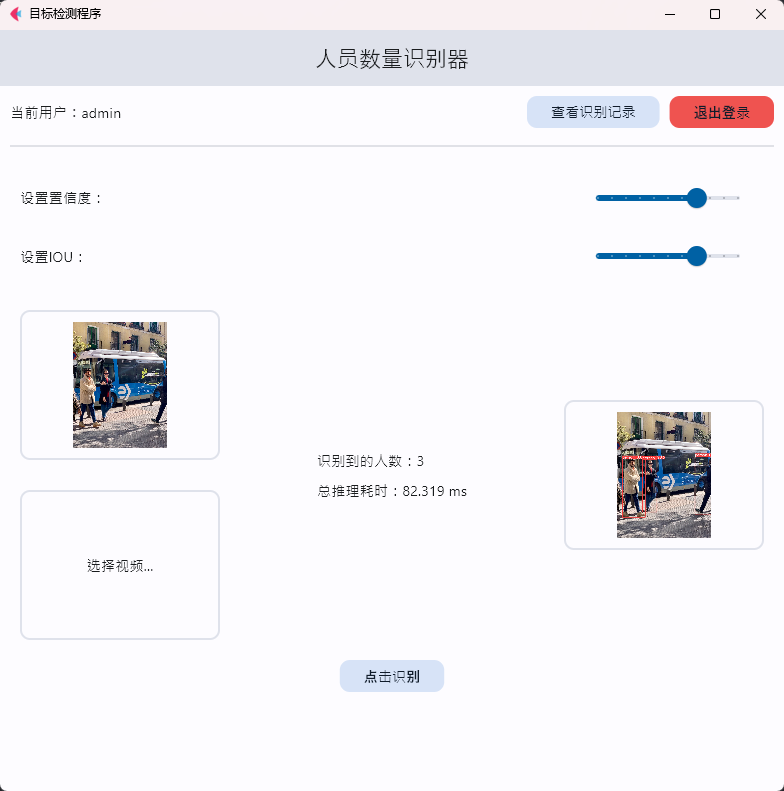 目标检测程序
人员数量识别器
当前用户：admin
查看识别记录
退出登录
设置置信度：
设置IOU：
识别到的人数：3
总推理耗时：82.319 ms
选择视频...
点击识别